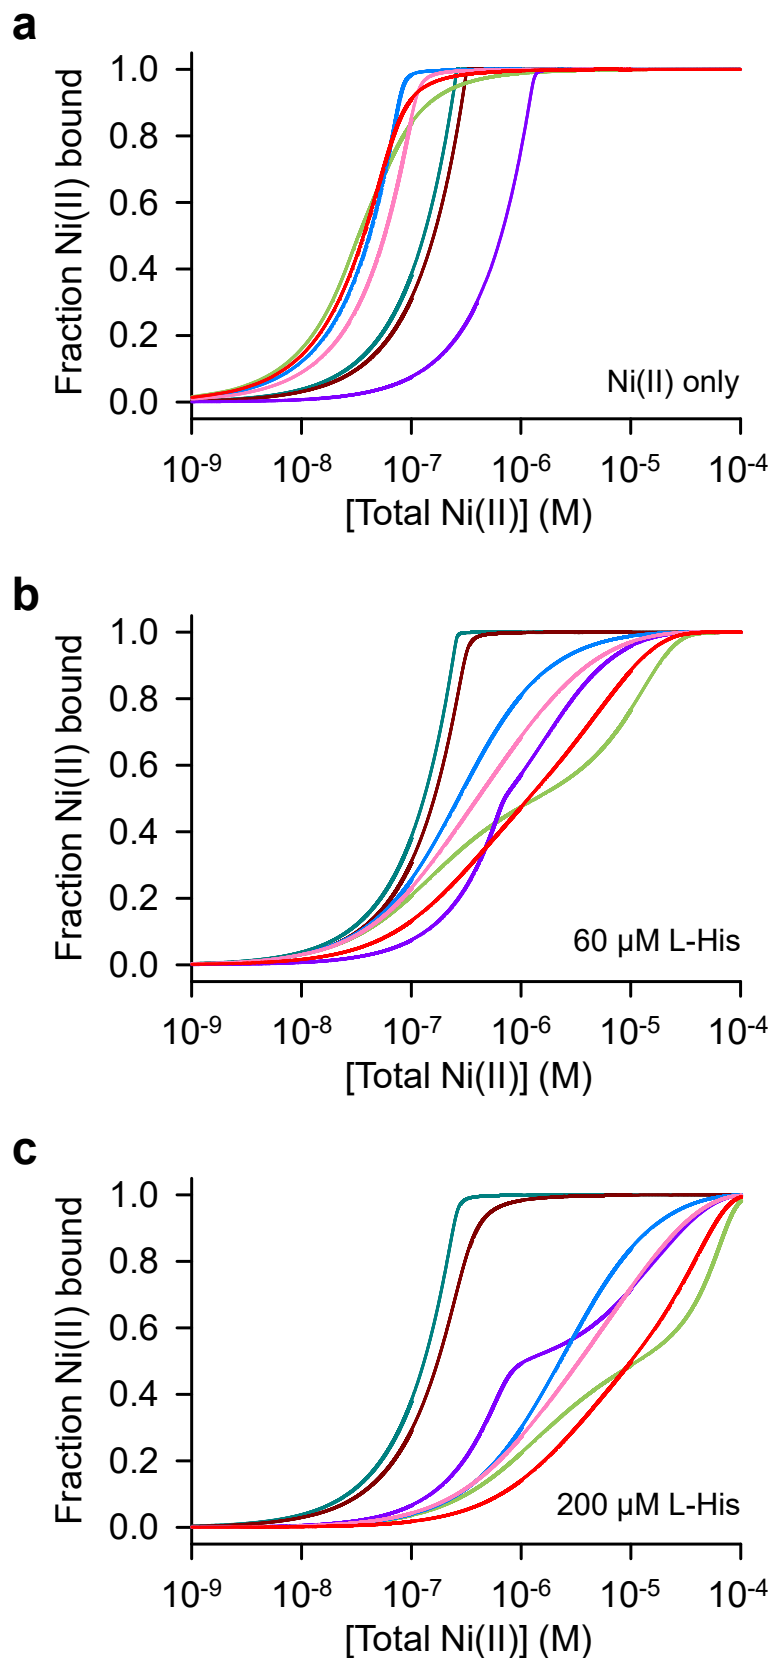 a
Fraction Ni(II) bound
1.0
0.8
0.6
0.4
0.2
0.0
Ni(II) only
10-9 10-8 10-7 10-6 10-5 10-4
[Total Ni(II)] (M)
b
Fraction Ni(II) bound
1.0
0.8
0.6
0.4
0.2
0.0
60 µM L-His
10-9 10-8 10-7 10-6 10-5 10-4
[Total Ni(II)] (M)
c
Fraction Ni(II) bound
1.0
0.8
0.6
0.4
0.2
0.0
200 µM L-His
10-9 10-8 10-7 10-6 10-5 10-4
[Total Ni(II)] (M)